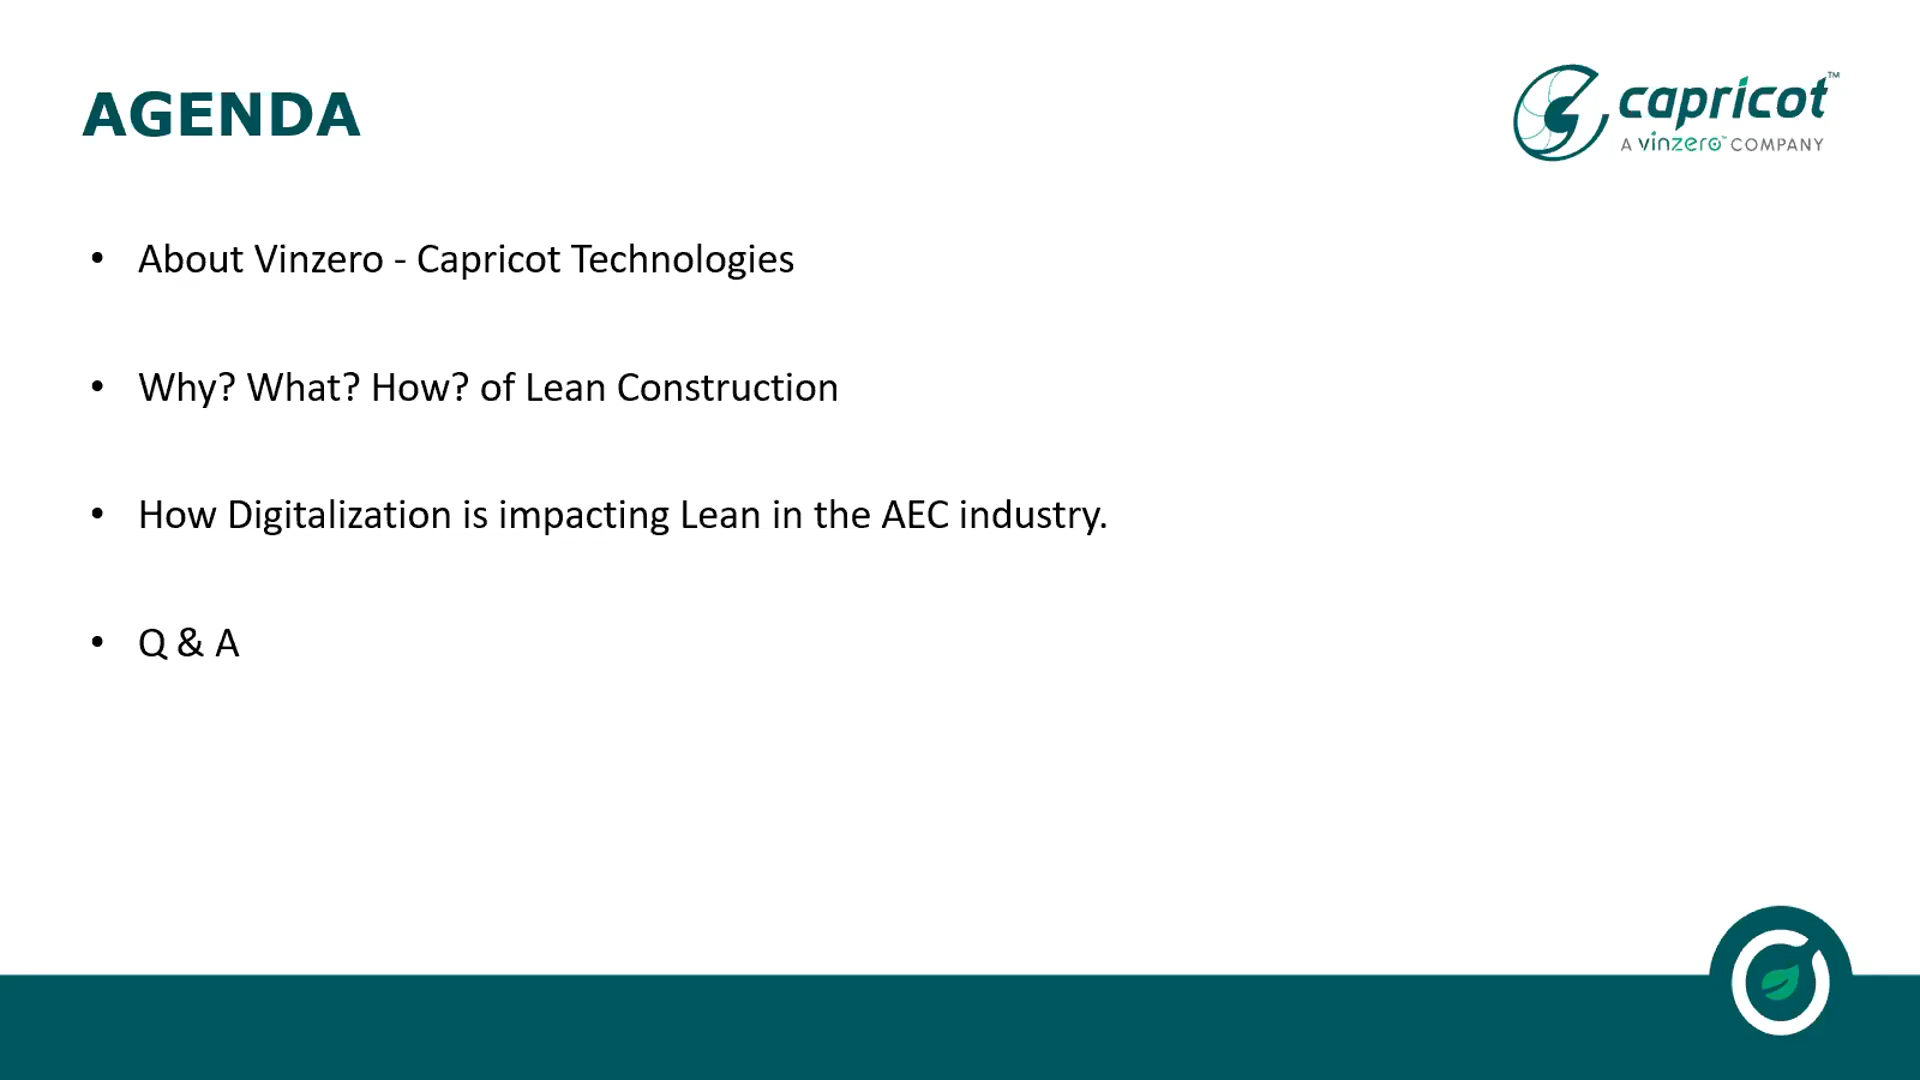 AGENDA
capricot™
A vinzero™ COMPANY
• About Vinzero - Capricot Technologies
• Why? What? How? of Lean Construction
• How Digitalization is impacting Lean in the AEC industry.
• Q & A